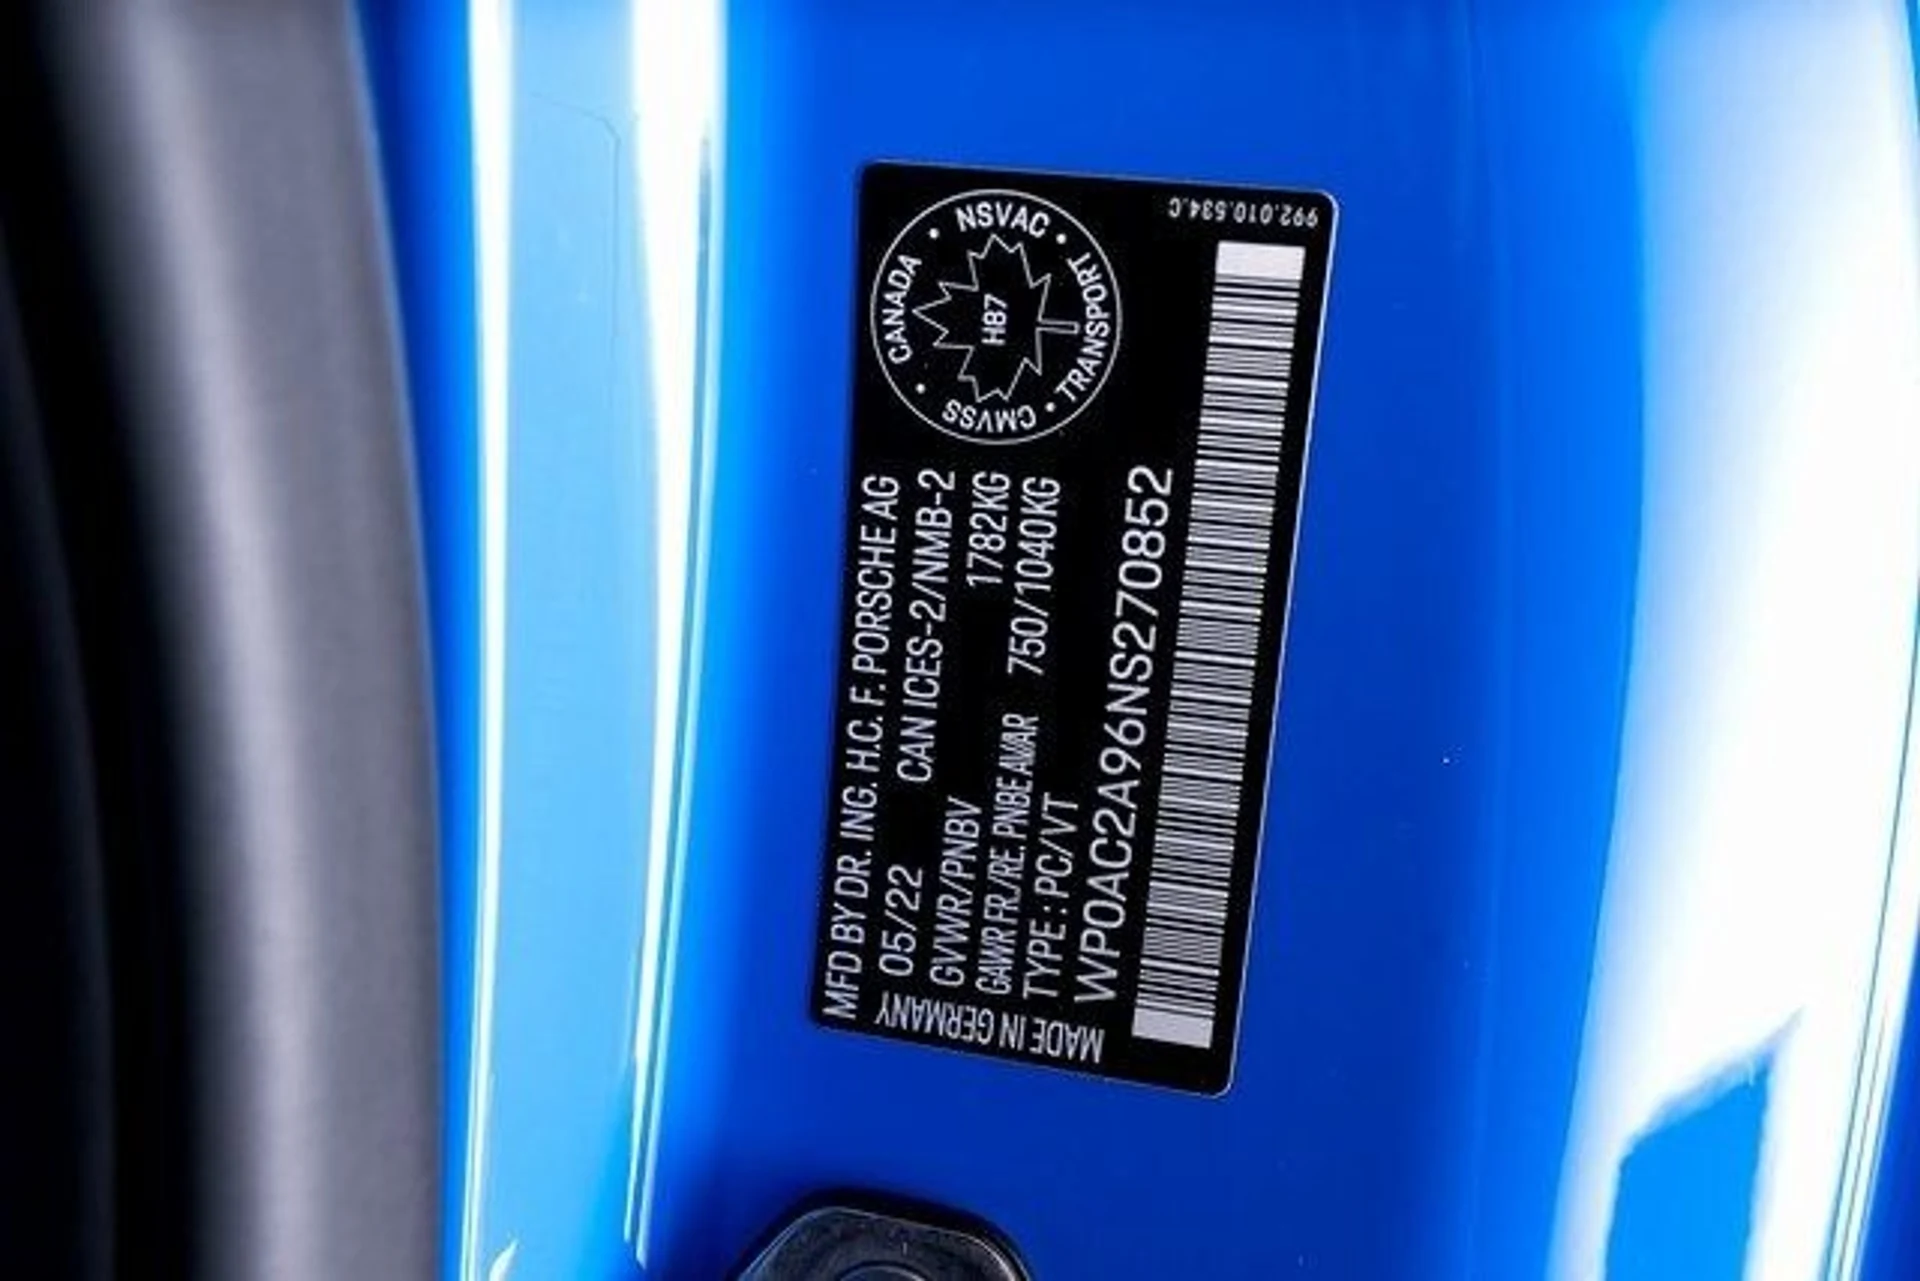 MFD BY DR. ING. H.C. F. PORSCHE AG
05/22 CAN ICES-2/NMB-2
GVWR/PNBV 1782KG
GAWR FR./RE. PNBE AV/AR 750/1040KG
TYPE : PC/VT
WP0AC2A96NS270852
MADE IN GERMANY
CANADA • NSVAC • TRANSPORT • CMVSS •
H87
992.010.534.C